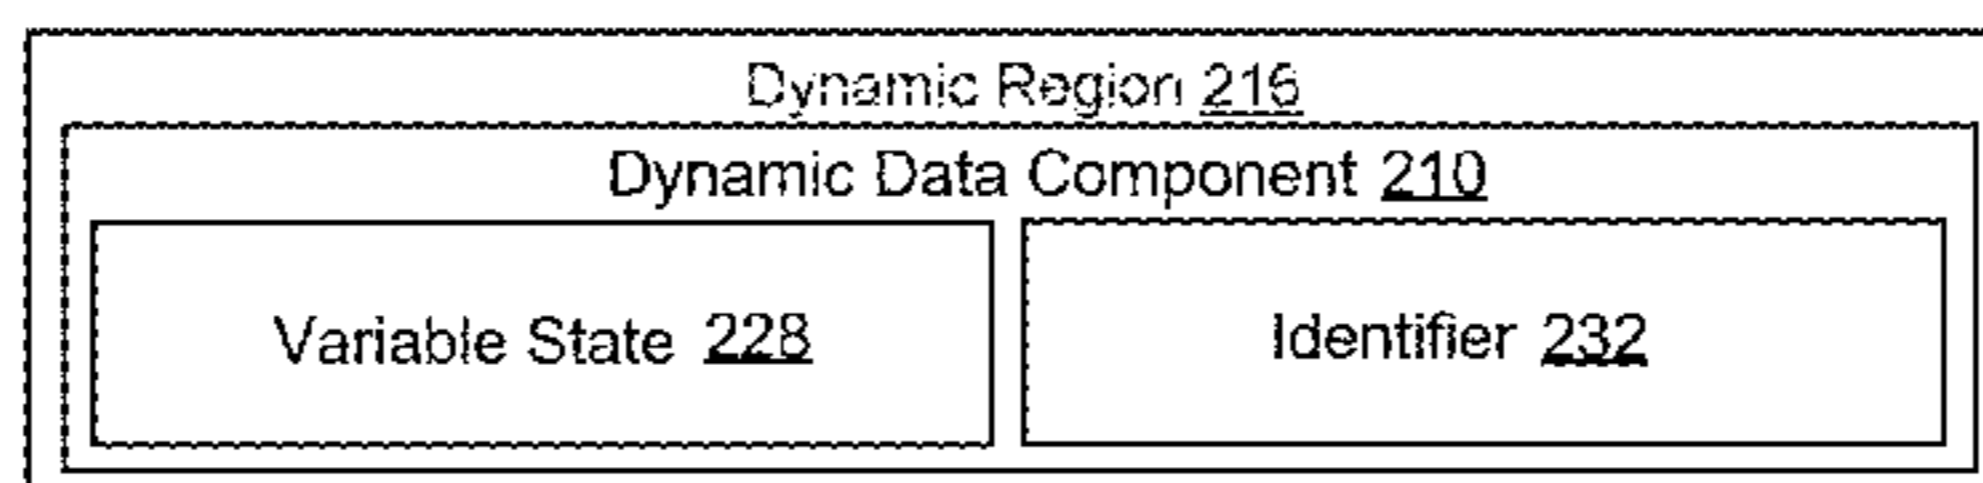 Dynamic Region 216
Dynamic Data Component 210
Variable State 228
Identifier 232